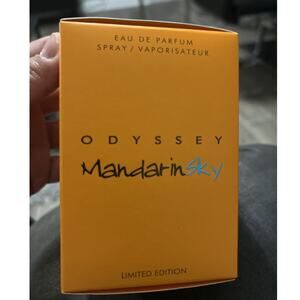 EAU DE PARFUM
SPRAY / VAPORISATEUR
ODYSSEY
MandarinSky
LIMITED EDITION